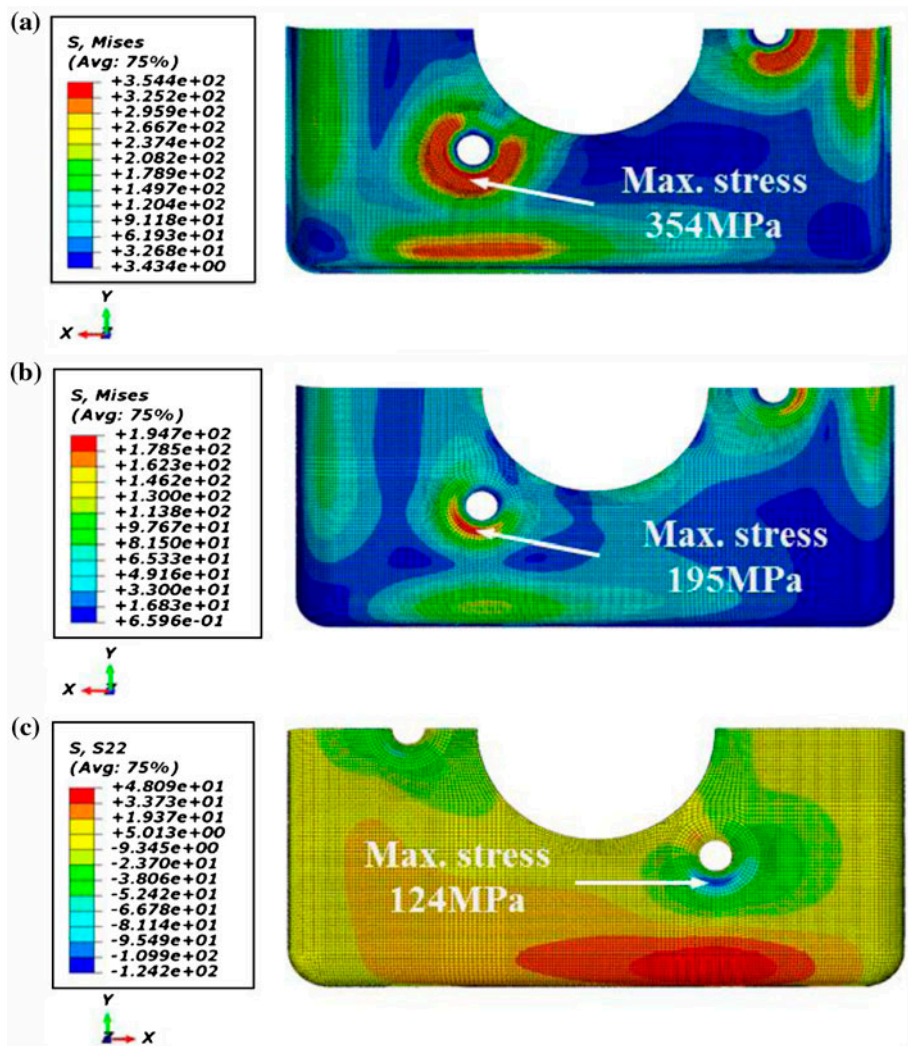 (a)
S, Mises
(Avg: 75%)
+3.544e+02
+3.252e+02
+2.959e+02
+2.667e+02
+2.374e+02
+2.082e+02
+1.789e+02
+1.497e+02
+1.204e+02
+9.118e+01
+6.193e+01
+3.268e+01
+3.434e+00
Max. stress
354MPa
Y
X
Z
(b)
S, Mises
(Avg: 75%)
+1.947e+02
+1.785e+02
+1.623e+02
+1.462e+02
+1.300e+02
+1.138e+02
+9.767e+01
+8.150e+01
+6.533e+01
+4.916e+01
+3.300e+01
+1.683e+01
+6.596e-01
Max. stress
195MPa
Y
X
Z
(c)
S, S22
(Avg: 75%)
+4.809e+01
+3.373e+01
+1.937e+01
+5.013e+00
-9.345e+00
-2.370e+01
-3.806e+01
-5.242e+01
-6.678e+01
-8.114e+01
-9.549e+01
-1.099e+02
-1.242e+02
Max. stress
124MPa
Y
Z
X